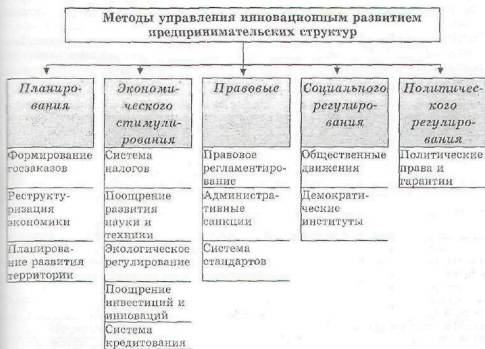 Методы управления инновационным развитием
предпринимательских структур
Планиро-
вания
Экономи-
ческого
стимули-
рования
Правовые
Социального
регулиро-
вания
Политичес-
кого
регулиро-
вания
Формирование
госзаказов
Реструкту-
ризация
экономики
Планирова-
ние развития
территории
Система
налогов
Поощрение
развития
науки и
техники
Экологическое
регулирование
Поощрение
инвестиций и
инноваций
Система
кредитования
Правовое
регламентиро-
вание
Администра-
тивные
санкции
Система
стандартов
Общественные
движения
Демократи-
ческие
институты
Политические
права и
гарантии